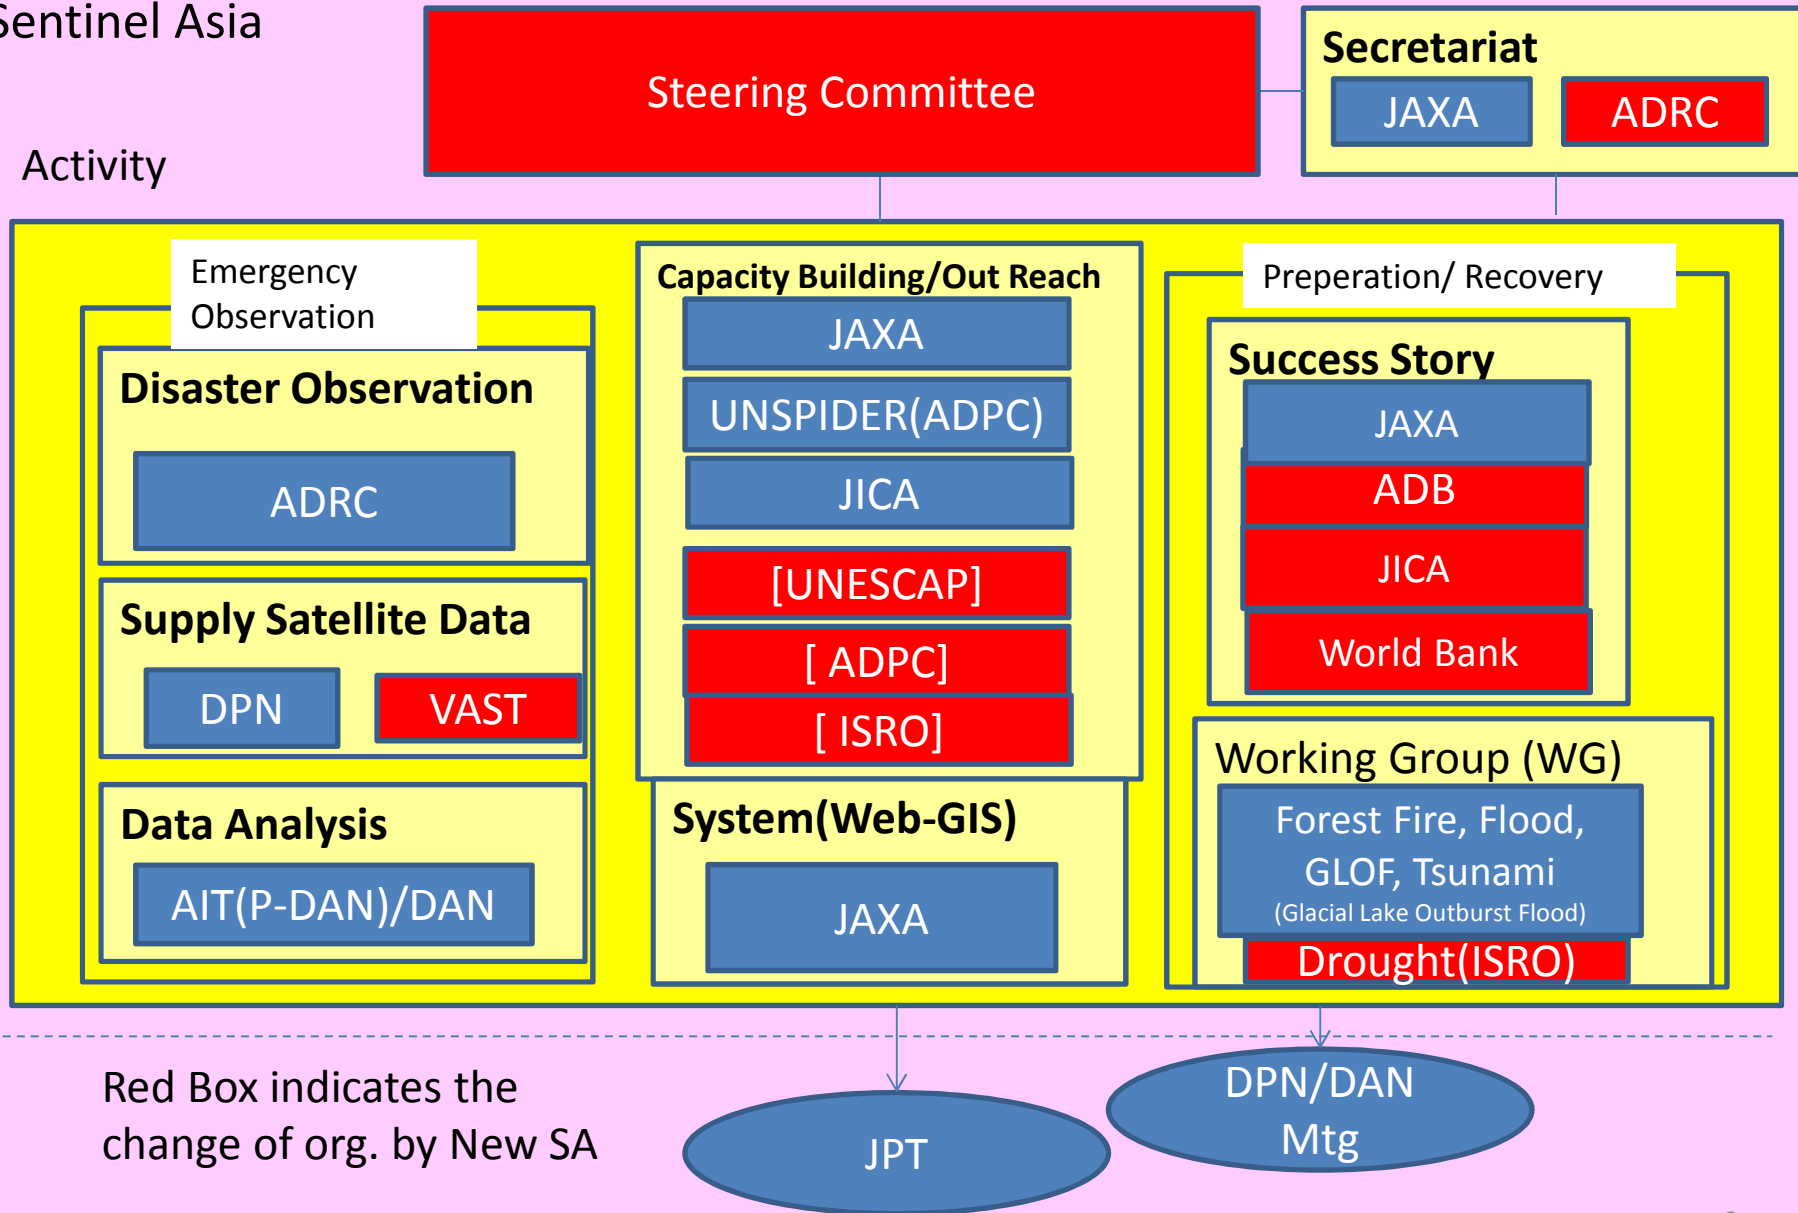 Sentinel Asia
Steering Committee
Secretariat
JAXA
ADRC
Activity
Emergency
Observation
Disaster Observation
ADRC
Supply Satellite Data
DPN
VAST
Data Analysis
AIT(P-DAN)/DAN
Capacity Building/Out Reach
JAXA
UNSPIDER(ADPC)
JICA
[UNESCAP]
[ ADPC]
[ ISRO]
System(Web-GIS)
JAXA
Preperation/ Recovery
Success Story
JAXA
ADB
JICA
World Bank
Working Group (WG)
Forest Fire, Flood,
GLOF, Tsunami
(Glacial Lake Outburst Flood)
Drought(ISRO)
Red Box indicates the
change of org. by New SA
JPT
DPN/DAN
Mtg